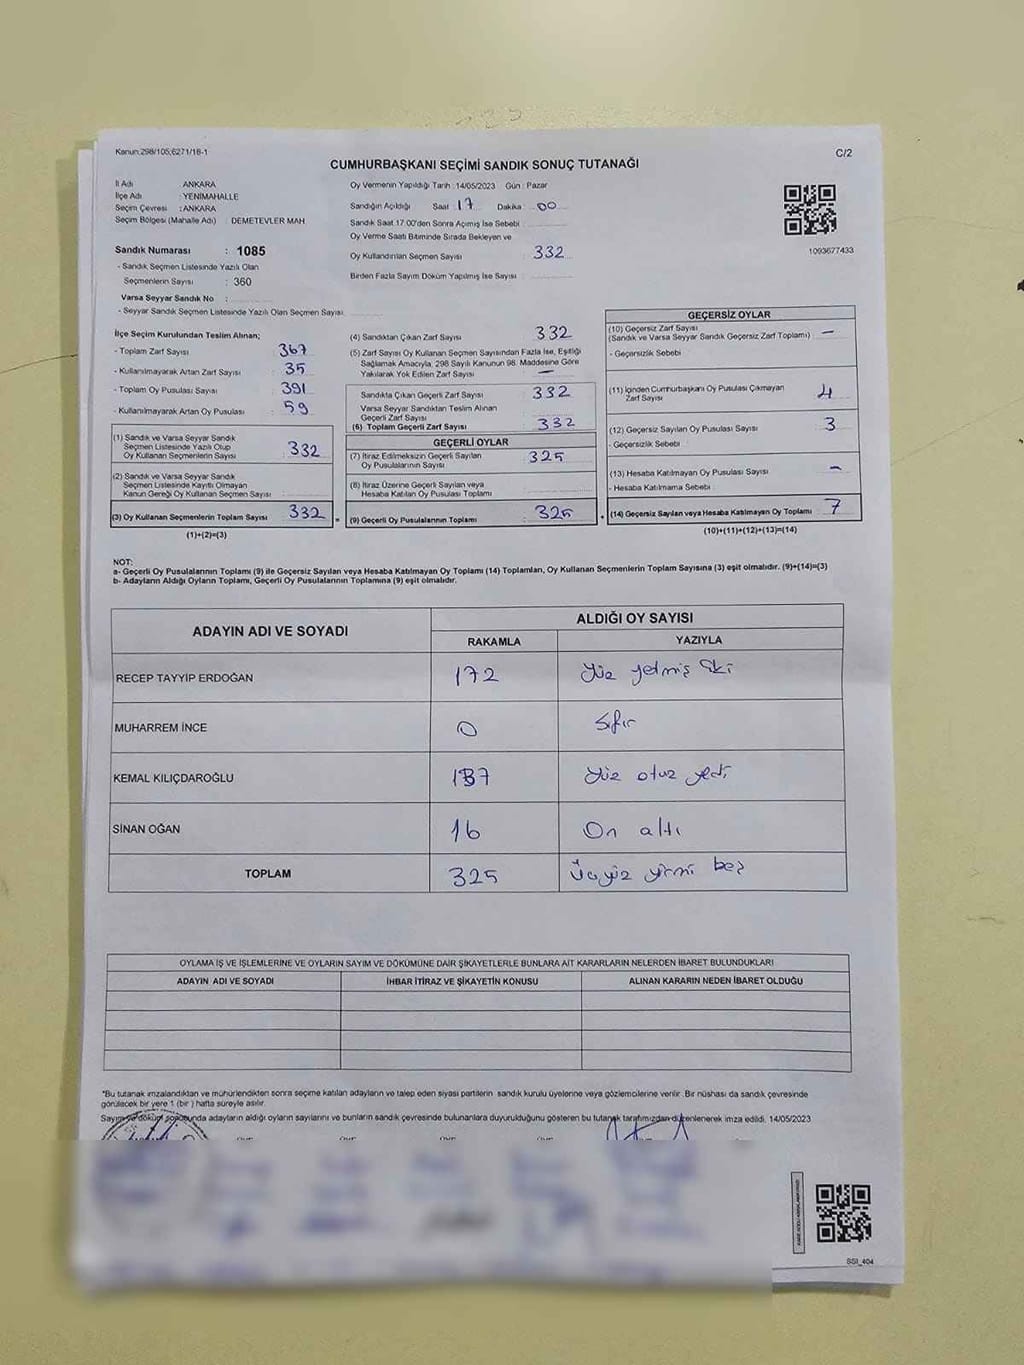 Kanun:298/105;6271/18-1
CUMHURBAŞKANI SEÇİMİ SANDIK SONUÇ TUTANAĞI
C/2
İl Adı ANKARA
İlçe Adı : YENİMAHALLE
Seçim Çevresi : ANKARA
Seçim Bölgesi (Mahalle Adı) : DEMETEVLER MAH
Sandık Numarası : 1085
- Sandık Seçmen Listesinde Yazılı Olan
Seçmenlerin Sayısı : 360
Varsa Seyyar Sandık No :
- Seyyar Sandık Seçmen Listesinde Yazılı Olan Seçmen Sayısı:
Oy Vermenin Yapıldığı Tarih : 14/05/2023 Gün : Pazar
Sandığın Açıldığı Saat 17 Dakika : 00
Sandık Saat 17.00'den Sonra Açımış İse Sebebi :
Oy Verme Saati Bitiminde Sırada Bekleyen ve
Oy Kullandırılan Seçmen Sayısı : 332
Birden Fazla Sayım Döküm Yapılmış İse Sayısı :
1093677433
İlçe Seçim Kurulundan Teslim Alınan;
- Toplam Zarf Sayısı : 367
- Kullanılmayarak Artan Zarf Sayısı : 35
- Toplam Oy Pusulası Sayısı : 391
- Kullanılmayarak Artan Oy Pusulası : 59
(1) Sandık ve Varsa Seyyar Sandık
Seçmen Listesinde Yazılı Olup
Oy Kullanan Seçmenlerin Sayısı : 332
(2) Sandık ve Varsa Seyyar Sandık
Seçmen Listesinde Kayıtlı Olmayan
Kanun Gereği Oy Kullanan Seçmen Sayısı :
(3) Oy Kullanan Seçmenlerin Toplam Sayısı : 332 =
(1)+(2)=(3)
(4) Sandıktan Çıkan Zarf Sayısı : 332
(5) Zarf Sayısı Oy Kullanan Seçmen Sayısından Fazla İse, Eşitliği
Sağlamak Amacıyla; 298 Sayılı Kanunun 98. Maddesine Göre
Yakılarak Yok Edilen Zarf Sayısı : —
Sandıkta Çıkan Geçerli Zarf Sayısı : 332
Varsa Seyyar Sandıktan Teslim Alınan
Geçerli Zarf Sayısı :
(6) Toplam Geçerli Zarf Sayısı : 332
GEÇERLİ OYLAR
(7) İtiraz Edilmeksizin Geçerli Sayılan
Oy Pusulalarının Sayısı : 325
(8) İtiraz Üzerine Geçerli Sayılan veya
Hesaba Katılan Oy Pusulası Toplamı :
(9) Geçerli Oy Pusulalarının Toplamı : 325 +
GEÇERSİZ OYLAR
(10) Geçersiz Zarf Sayısı
(Sandık ve Varsa Seyyar Sandık Geçersiz Zarf Toplamı) : —
- Geçersizlik Sebebi :
(11) İçinden Cumhurbaşkanı Oy Pusulası Çıkmayan
Zarf Sayısı : 4
(12) Geçersiz Sayılan Oy Pusulası Sayısı : 3
- Geçersizlik Sebebi :
(13) Hesaba Katılmayan Oy Pusulası Sayısı : —
- Hesaba Katılmama Sebebi :
(14) Geçersiz Sayılan veya Hesaba Katılmayan Oy Toplamı : 7
(10)+(11)+(12)+(13)=(14)
NOT:
a- Geçerli Oy Pusulalarının Toplamı (9) ile Geçersiz Sayılan veya Hesaba Katılmayan Oy Toplamı (14) Toplamları, Oy Kullanan Seçmenlerin Toplam Sayısına (3) eşit olmalıdır. (9)+(14)=(3)
b- Adayların Aldığı Oyların Toplamı, Geçerli Oy Pusulalarının Toplamına (9) eşit olmalıdır.
ADAYIN ADI VE SOYADI
ALDIĞI OY SAYISI
RAKAMLA YAZIYLA
RECEP TAYYİP ERDOĞAN 172 Yüz yetmiş iki
MUHARREM İNCE 0 Sıfır
KEMAL KILIÇDAROĞLU 137 Yüz otuz yedi
SİNAN OĞAN 16 On altı
TOPLAM 325 Üçyüz yirmi beş
OYLAMA İŞ VE İŞLEMLERİNE VE OYLARIN SAYIM VE DÖKÜMÜNE DAİR ŞİKAYETLERLE BUNLARA AİT KARARLARIN NELERDEN İBARET BULUNDUKLARI
ADAYIN ADI VE SOYADI İHBAR İTİRAZ VE ŞİKAYETİN KONUSU ALINAN KARARIN NEDEN İBARET OLDUĞU
*Bu tutanak imzalandıktan ve mühürlendikten sonra seçime katılan adayların ve talep eden siyasi partilerin sandık kurulu üyelerine veya gözlemcilerine verilir. Bir nüshası da sandık çevresinde
görülecek bir yere 1 (bir ) hafta süreyle asılır.
Sayım ve döküm sonucunda adayların aldığı oyların sayılarını ve bunların sandık çevresinde bulunanlara duyurulduğunu gösteren bu tutanak tarafımızdan düzenlenerek imza edildi. 14/05/2023
SSI_404